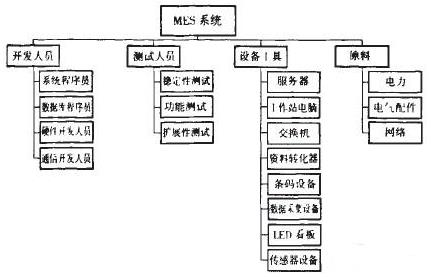 MES 系统
开发人员
测试人员
设备工具
原料
系统程序员
数据库程序员
硬件开发人员
通信开发人员
稳定性测试
功能测试
扩展性测试
服务器
工作站电脑
交换机
资料转化器
条码设备
数据采集设备
LED 看板
传感器设备
电力
电气配件
网络